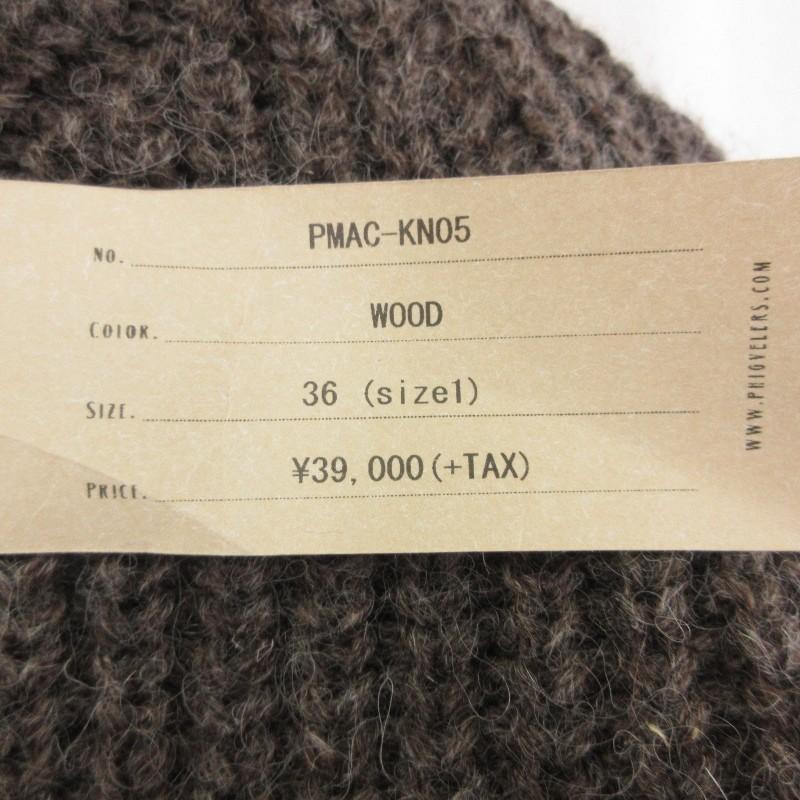 NO. PMAC-KN05
COLOR. WOOD
SIZE. 36 (size1)
PRICE. ¥39,000(+TAX)
WWW.PHIGVELERS.COM